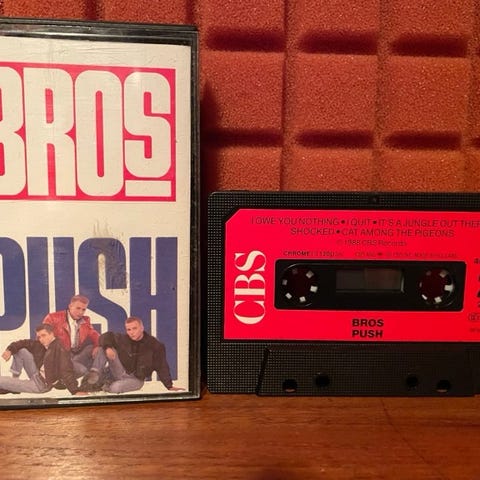 BROS
PUSH
I OWE YOU NOTHING • I QUIT • IT'S A JUNGLE OUT THER
SHOCKED • CAT AMONG THE PIGEONS
℗ 1988 CBS Records
CHROME
CBS
BROS
PUSH